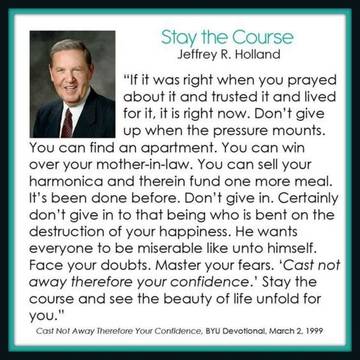 Stay the Course
Jeffrey R. Holland
“If it was right when you prayed
about it and trusted it and lived
for it, it is right now. Don’t give
up when the pressure mounts.
You can find an apartment. You can win
over your mother-in-law. You can sell your
harmonica and therein fund one more meal.
It’s been done before. Don’t give in. Certainly
don’t give in to that being who is bent on the
destruction of your happiness. He wants
everyone to be miserable like unto himself.
Face your doubts. Master your fears. ‘Cast not
away therefore your confidence.’ Stay the
course and see the beauty of life unfold for
you.”
Cast Not Away Therefore Your Confidence, BYU Devotional, March 2, 1999